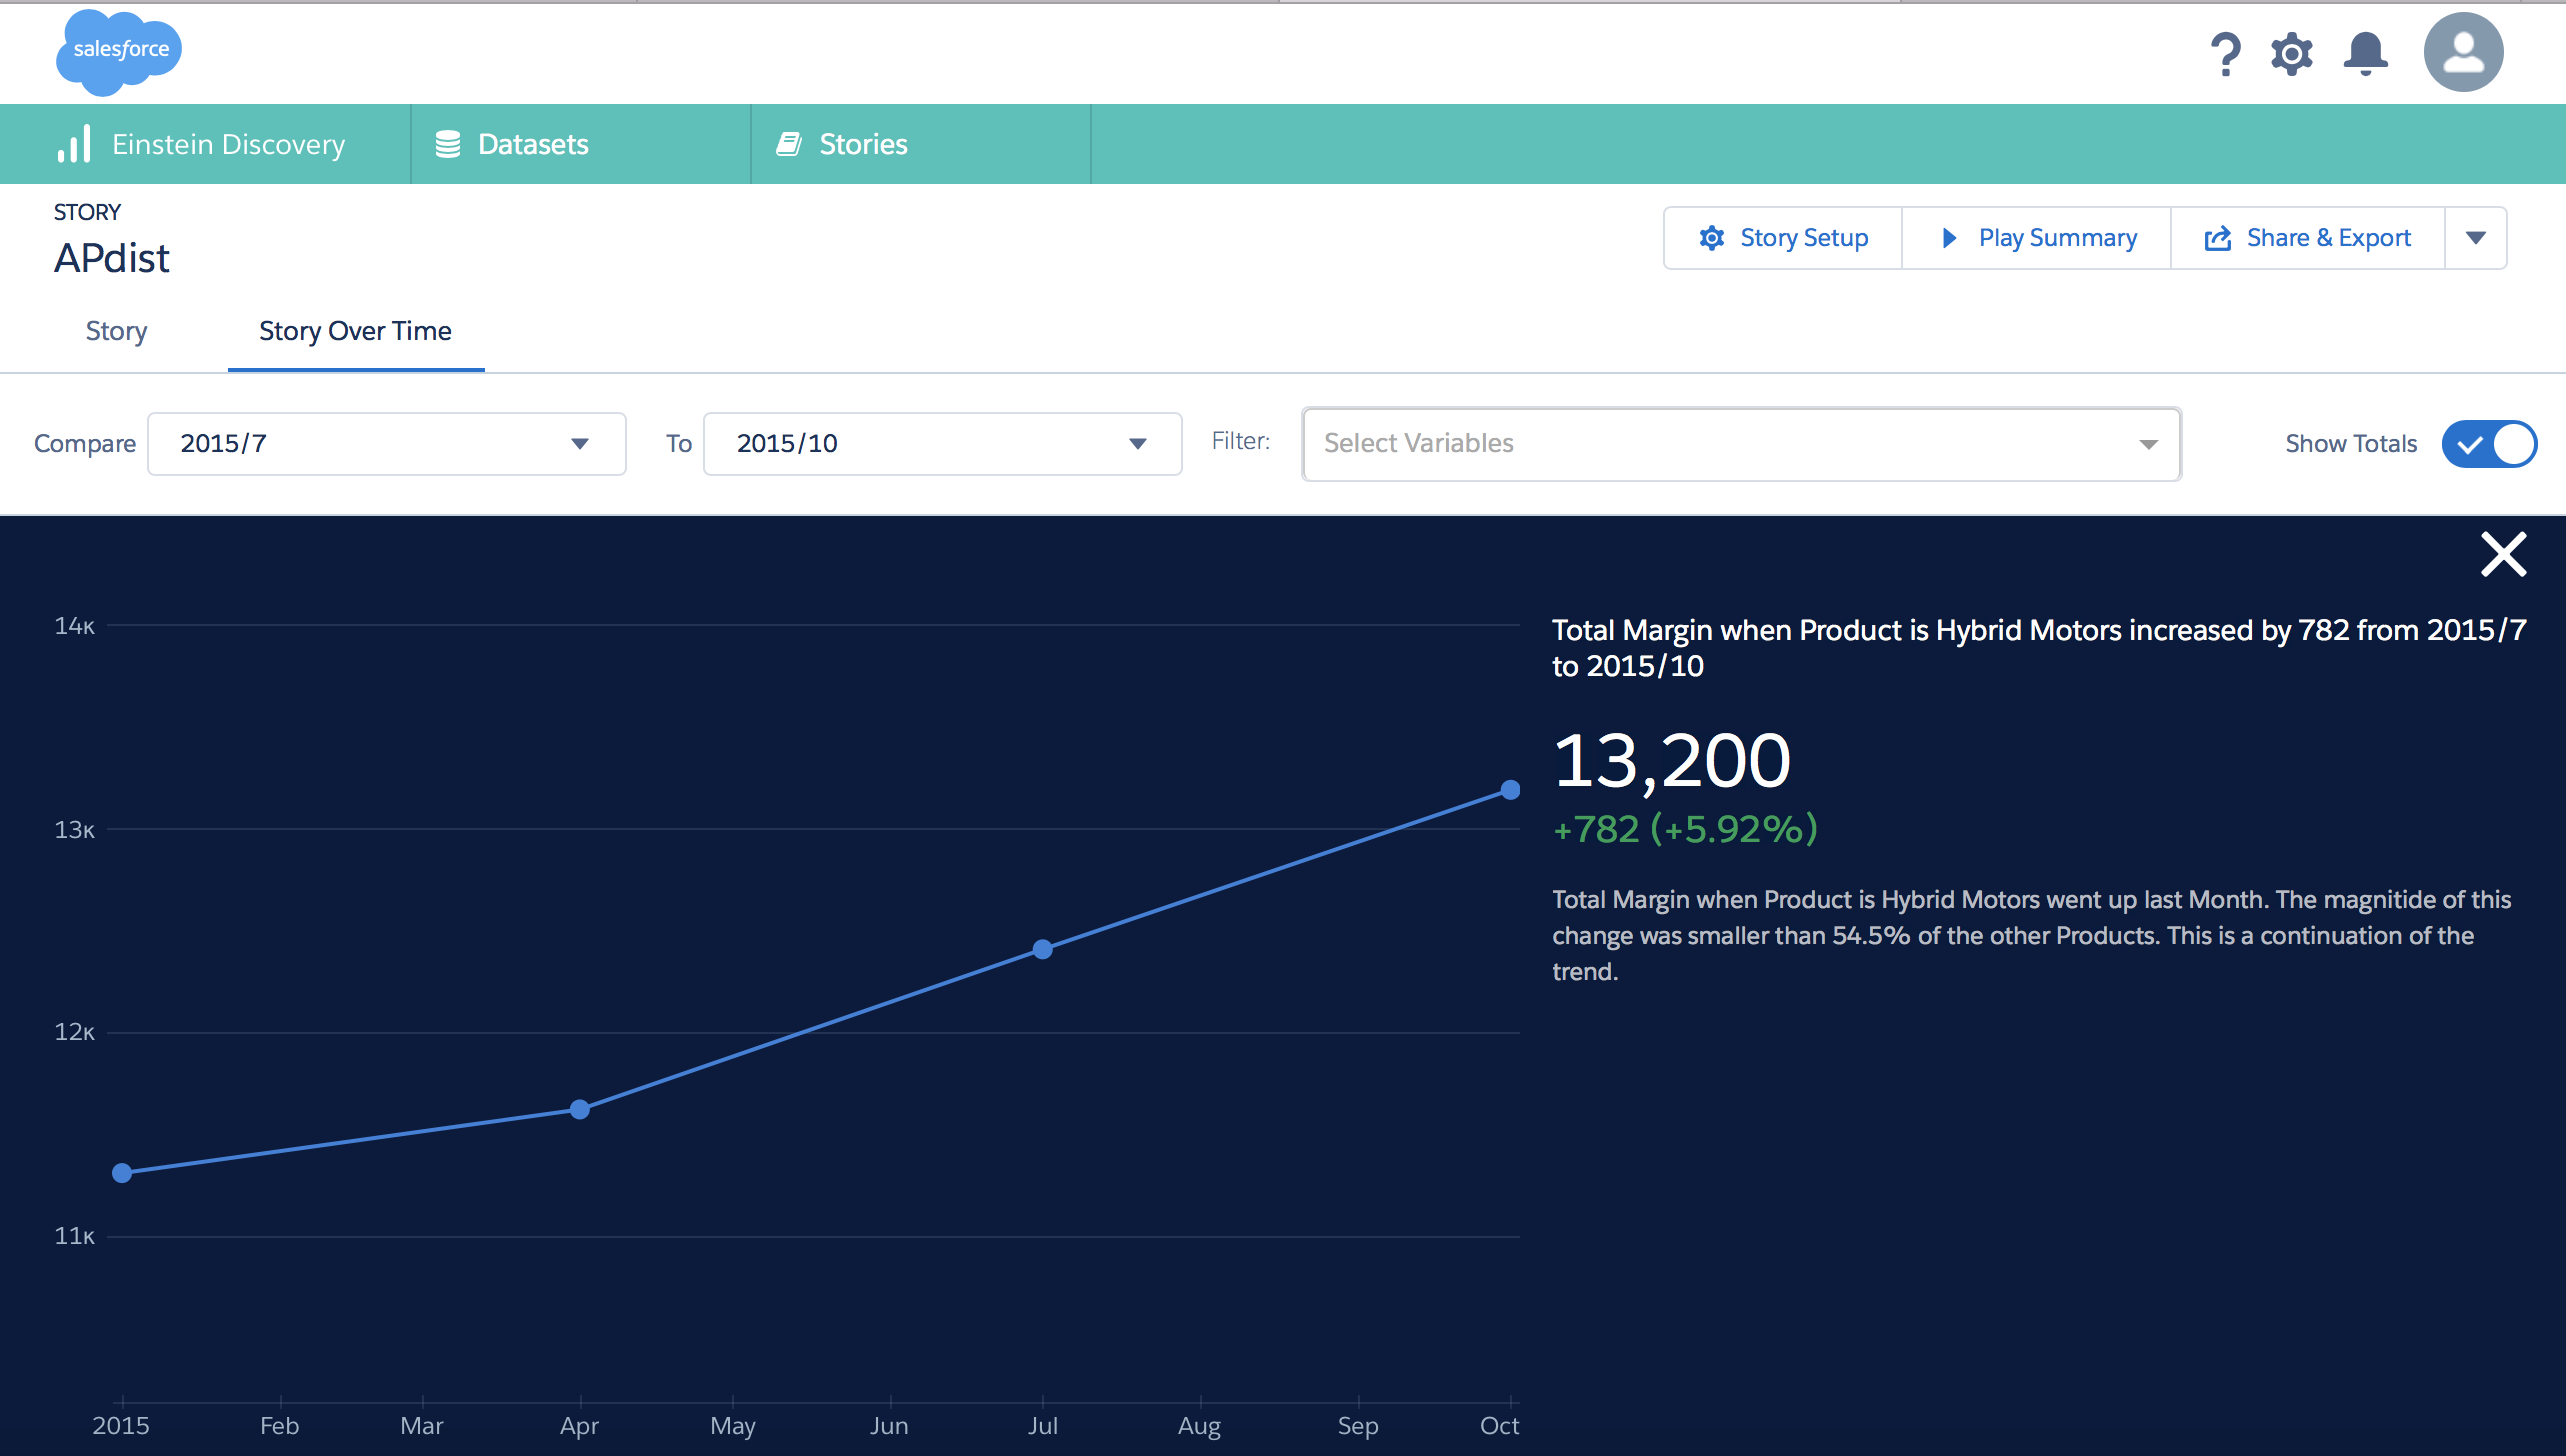 salesforce
Einstein Discovery
Datasets
Stories
STORY
APdist
Story Setup
Play Summary
Share & Export
Story
Story Over Time
Compare
2015/7
To
2015/10
Filter:
Select Variables
Show Totals
14K
13K
12K
11K
2015
Feb
Mar
Apr
May
Jun
Jul
Aug
Sep
Oct
Total Margin when Product is Hybrid Motors increased by 782 from 2015/7
to 2015/10
13,200
+782 (+5.92%)
Total Margin when Product is Hybrid Motors went up last Month. The magnitide of this
change was smaller than 54.5% of the other Products. This is a continuation of the
trend.